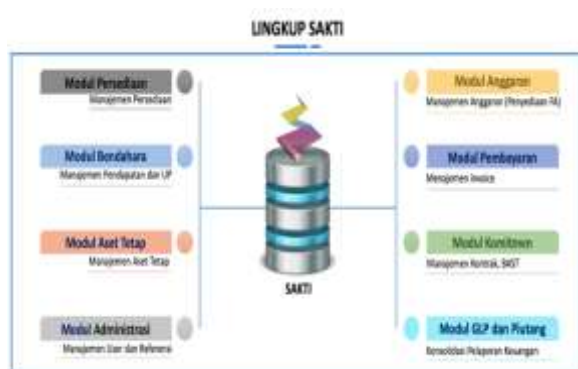 LINGKUP SAKTI
Modul Persediaan
Manajemen Persediaan
Modul Bendahara
Manajemen Pendapatan dan UP
Modul Aset Tetap
Manajemen Aset Tetap
Modul Administrasi
Manajemen User dan Referensi
SAKTI
Modul Anggaran
Manajemen Anggaran (Penyediaan PA)
Modul Pembayaran
Manajemen Invoice
Modul Komitmen
Manajemen Kontrak, BAST
Modul GLP dan Piutang
Konsolidasi Pelaporan Keuangan